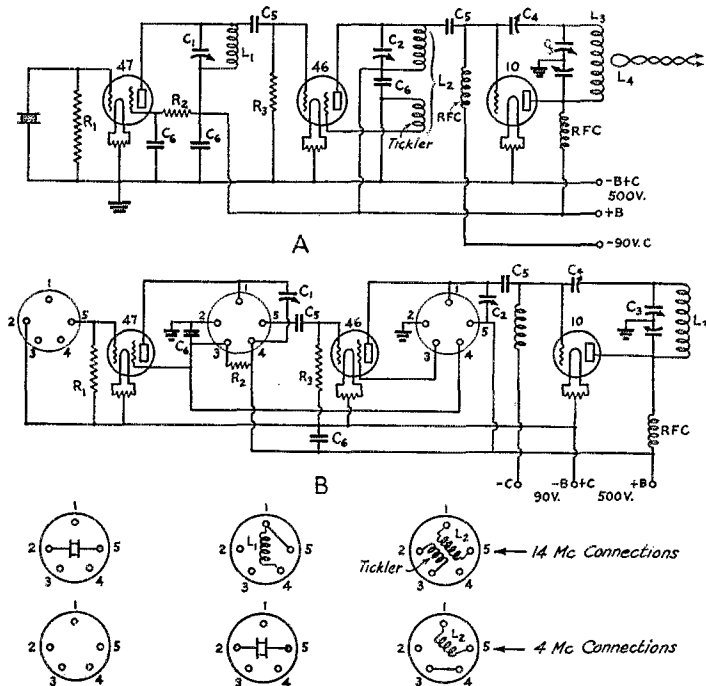 C5 C5 C4
47 C1 L1 46 C2 L2 10 L3
L4
R1 R2 R3 C6 RFC
C6 C6 Tickler RFC
-B+C
500V.
+B
-90V.C
A
1 1 1 C5 C4
2 5 47 2 5 C1 C5 46 2 5 C2 10 C3
3 4 C6 3 4 3 4
R1 R2 R3
C6 RFC
B
-C 90V. -B +C 500V. +B
1 1 1
2 5 L1 2 5 2 L2 5 14 Mc Connections
3 4 3 4 Tickler 3 4
1 1 1
2 5 2 5 2 L2 5 4 Mc Connections
3 4 3 4 3 4